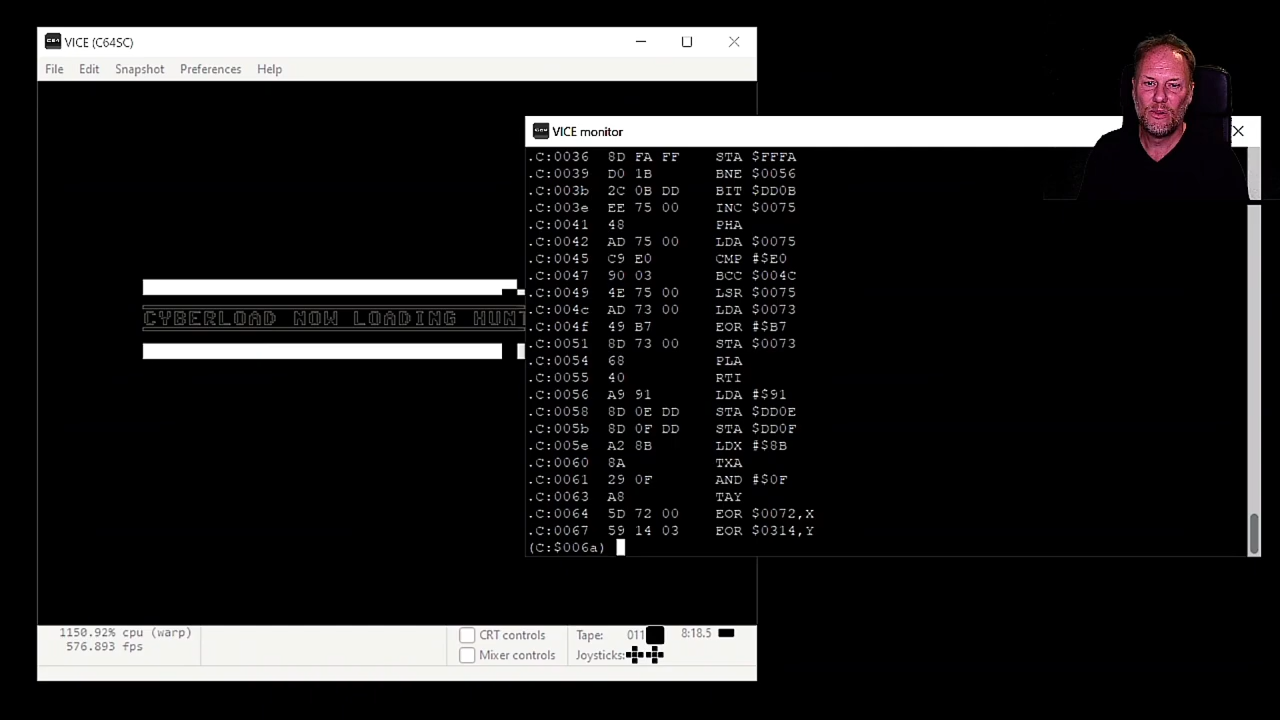 VICE (C64SC)
File Edit Snapshot Preferences Help
CYBERLOAD NOW LOADING HUNT
VICE monitor
.C:0036 8D FA FF STA $FFFA
.C:0039 D0 1B BNE $0056
.C:003b 2C 0B DD BIT $DD0B
.C:003e EE 75 00 INC $0075
.C:0041 48 PHA
.C:0042 AD 75 00 LDA $0075
.C:0045 C9 E0 CMP #$E0
.C:0047 90 03 BCC $004C
.C:0049 4E 75 00 LSR $0075
.C:004c AD 73 00 LDA $0073
.C:004f 49 B7 EOR #$B7
.C:0051 8D 73 00 STA $0073
.C:0054 68 PLA
.C:0055 40 RTI
.C:0056 A9 91 LDA #$91
.C:0058 8D 0E DD STA $DD0E
.C:005b 8D 0F DD STA $DD0F
.C:005e A2 8B LDX #$8B
.C:0060 8A TXA
.C:0061 29 0F AND #$0F
.C:0063 A8 TAY
.C:0064 5D 72 00 EOR $0072,X
.C:0067 59 14 03 EOR $0314,Y
(C:$006a)
1150.92% cpu (warp)
576.893 fps
CRT controls
Mixer controls
Tape: 011 8:18.5
Joysticks: